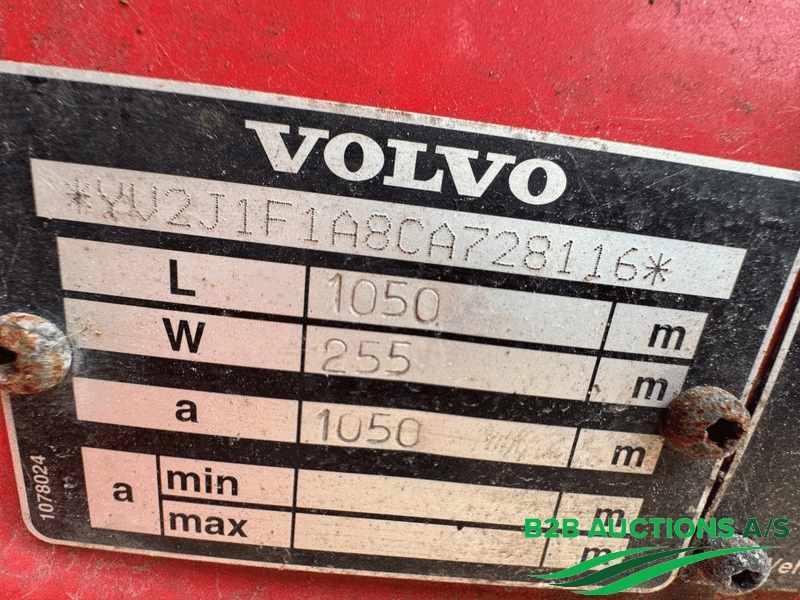 VOLVO
*YV2J1F1A8CA728116*
L 1050 m
W 255 m
a 1050 m
a min m
max m
1078024
B2B AUCTIONS A/S